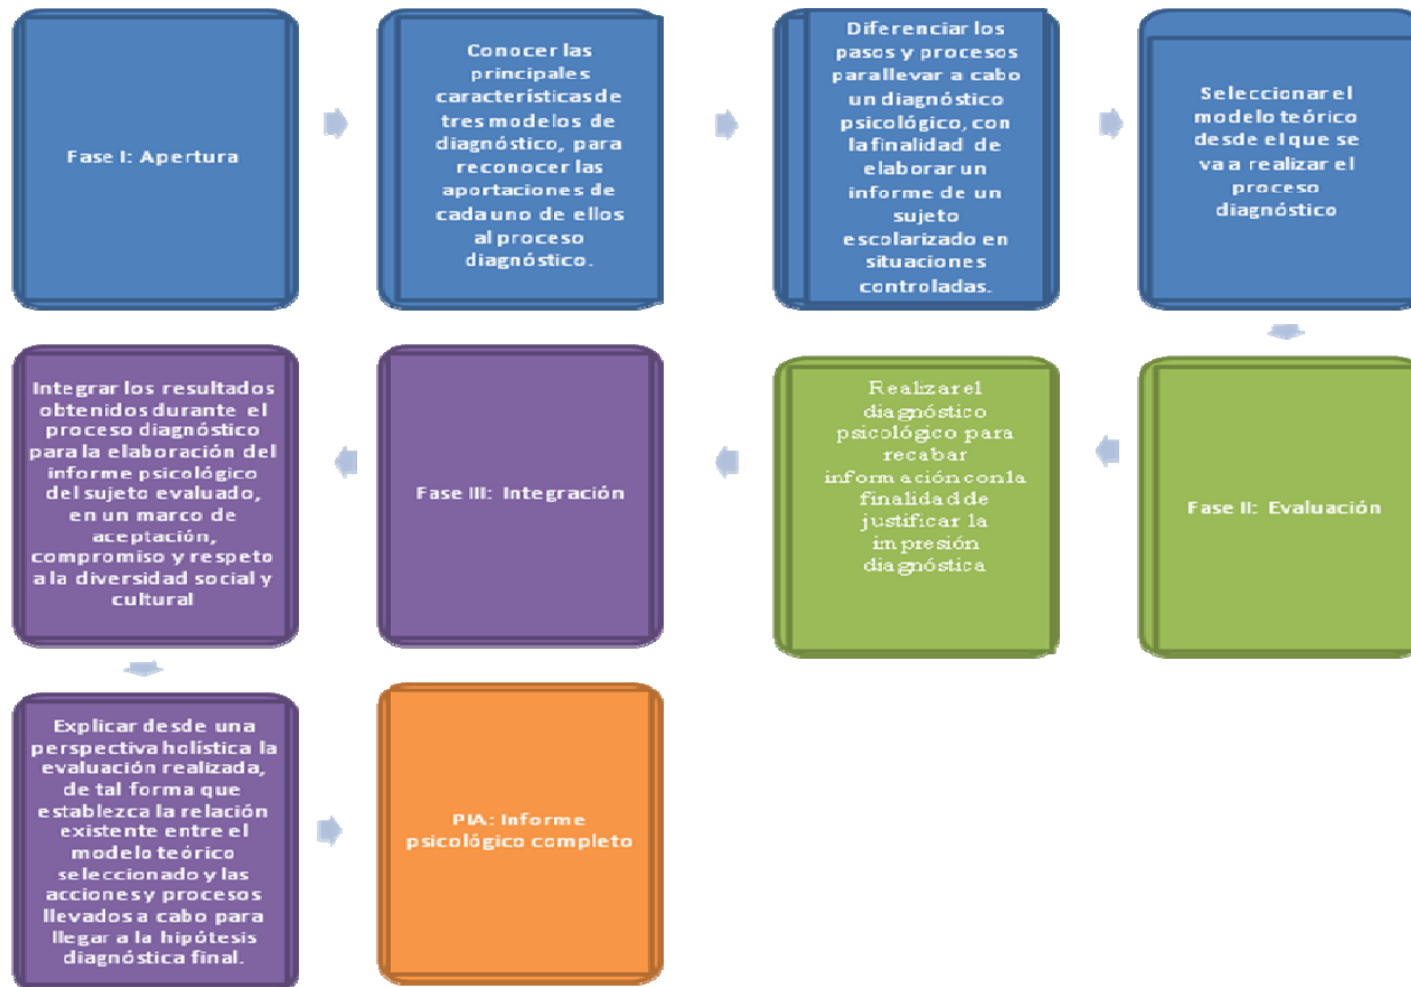 Fase I: Apertura
Conocer las
principales
características de
tres modelos de
diagnóstico, para
reconocer las
aportaciones de
cada uno de ellos
al proceso
diagnóstico.
Diferenciar los
pasos y procesos
para llevar a cabo
un diagnóstico
psicológico, con
la finalidad de
elaborar un
informe de un
sujeto
escolarizado en
situaciones
controladas.
Seleccionar el
modelo teórico
desde el que se
va a realizar el
proceso
diagnóstico
Fase II: Evaluación
Realizar el
diagnóstico
psicológico para
recabar
información con la
finalidad de
justificar la
impresión
diagnóstica
Fase III: Integración
Integrar los resultados
obtenidos durante el
proceso diagnóstico
para la elaboración del
informe psicológico
del sujeto evaluado,
en un marco de
aceptación,
compromiso y respeto
a la diversidad social y
cultural
Explicar desde una
perspectiva holística la
evaluación realizada,
de tal forma que
establezca la relación
existente entre el
modelo teórico
seleccionado y las
acciones y procesos
llevados a cabo para
llegar a la hipótesis
diagnóstica final.
PIA: Informe
psicológico completo